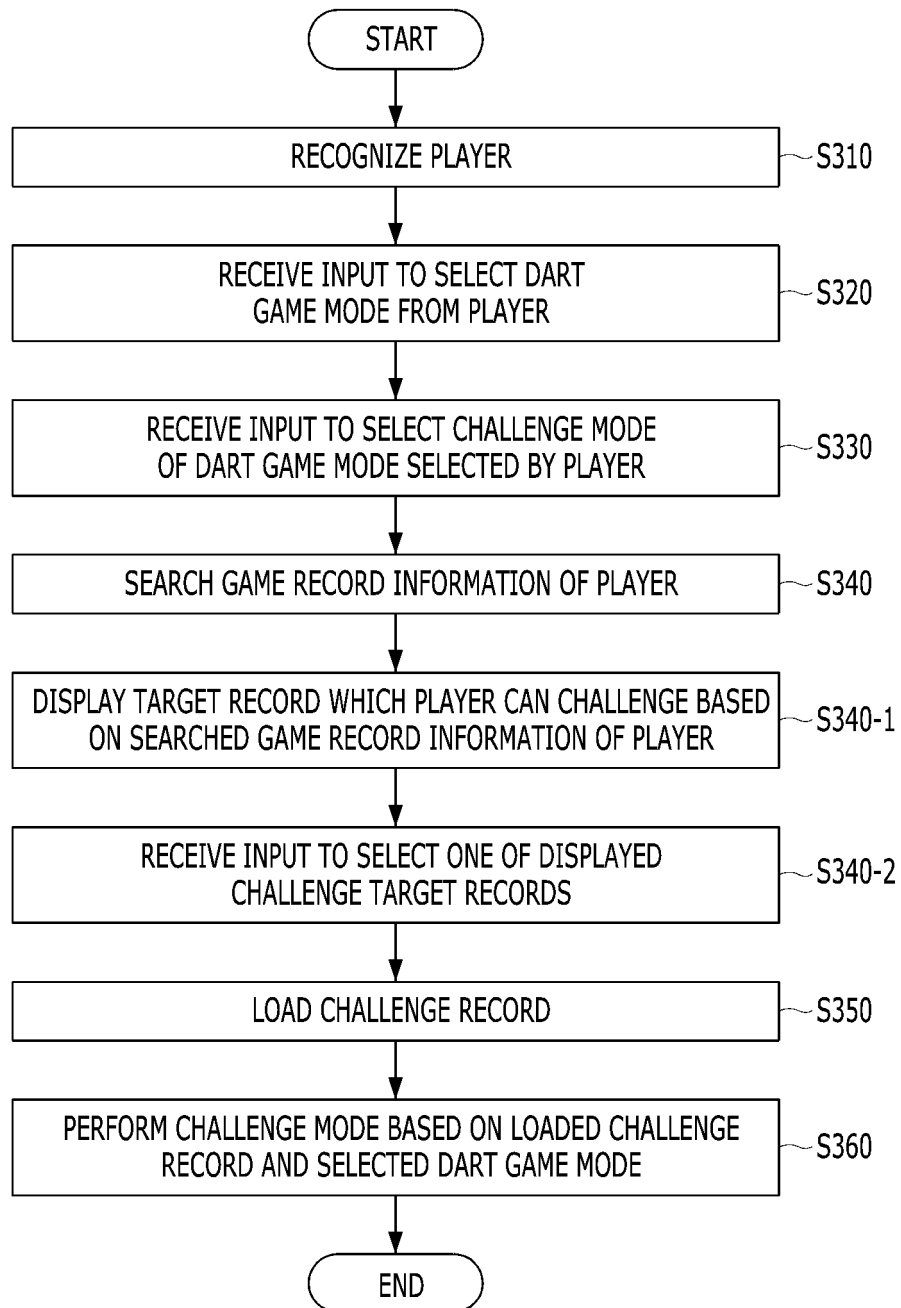 START
RECOGNIZE PLAYER
S310
RECEIVE INPUT TO SELECT DART
GAME MODE FROM PLAYER
S320
RECEIVE INPUT TO SELECT CHALLENGE MODE
OF DART GAME MODE SELECTED BY PLAYER
S330
SEARCH GAME RECORD INFORMATION OF PLAYER
S340
DISPLAY TARGET RECORD WHICH PLAYER CAN CHALLENGE BASED
ON SEARCHED GAME RECORD INFORMATION OF PLAYER
S340-1
RECEIVE INPUT TO SELECT ONE OF DISPLAYED
CHALLENGE TARGET RECORDS
S340-2
LOAD CHALLENGE RECORD
S350
PERFORM CHALLENGE MODE BASED ON LOADED CHALLENGE
RECORD AND SELECTED DART GAME MODE
S360
END